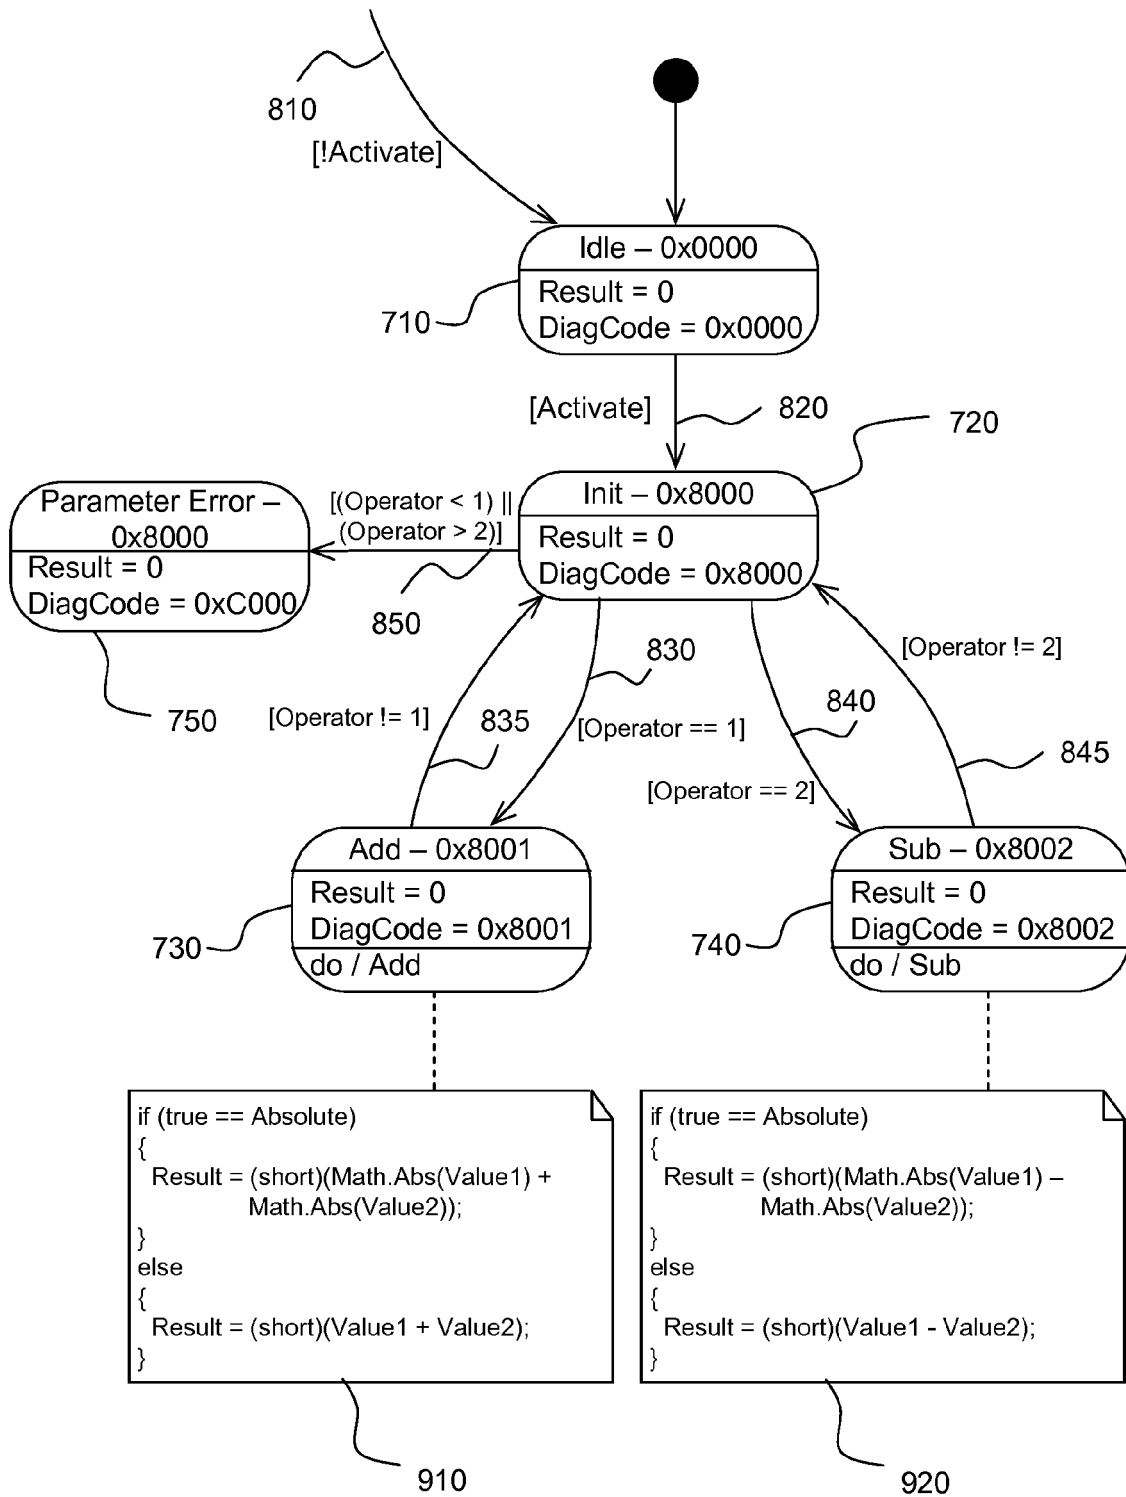 810
[!Activate]
Idle – 0x0000
Result = 0
DiagCode = 0x0000
710
[Activate]
820
720
Parameter Error –
0x8000
Result = 0
DiagCode = 0xC000
[(Operator < 1) ||
(Operator > 2)]
Init – 0x8000
Result = 0
DiagCode = 0x8000
850
750
830
[Operator != 2]
[Operator != 1]
835
[Operator == 1]
840
845
[Operator == 2]
Add – 0x8001
Result = 0
DiagCode = 0x8001
do / Add
730
Sub – 0x8002
Result = 0
DiagCode = 0x8002
do / Sub
740
if (true == Absolute)
{
Result = (short)(Math.Abs(Value1) +
Math.Abs(Value2));
}
else
{
Result = (short)(Value1 + Value2);
}
if (true == Absolute)
{
Result = (short)(Math.Abs(Value1) –
Math.Abs(Value2));
}
else
{
Result = (short)(Value1 - Value2);
}
910
920